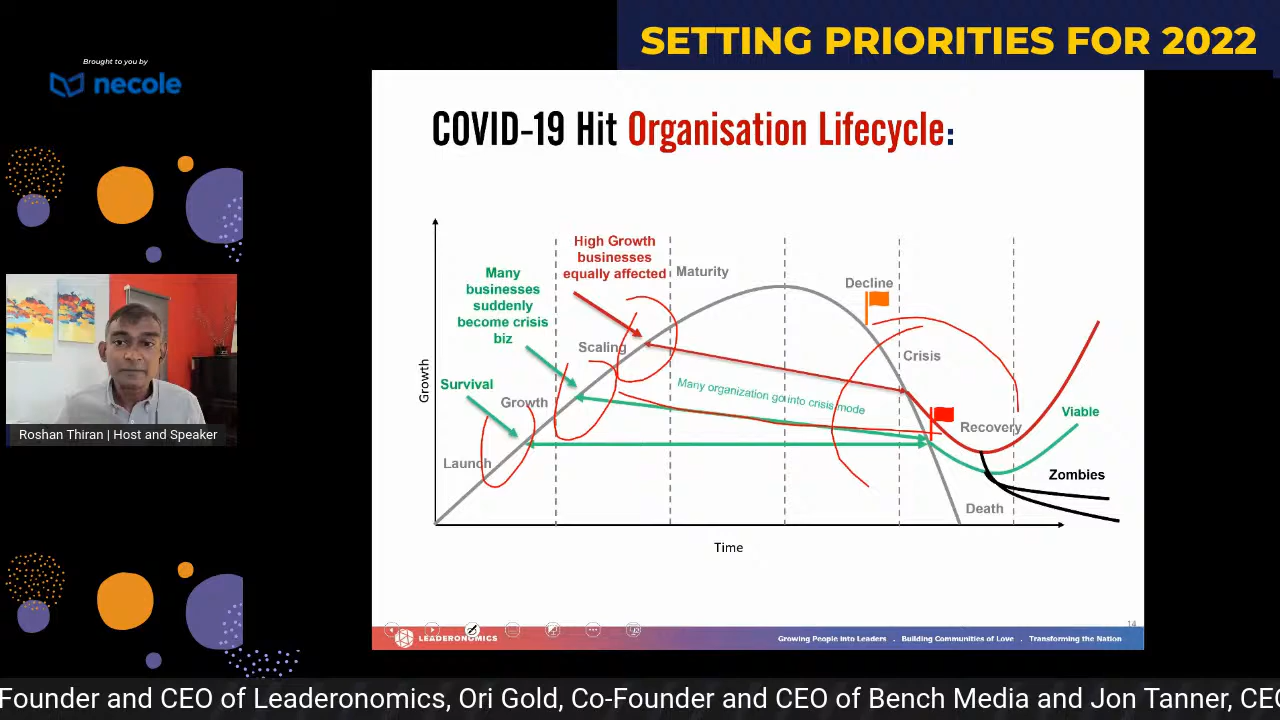 SETTING PRIORITIES FOR 2022
Brought to you by
necole
COVID-19 Hit Organisation Lifecycle:
High Growth
businesses
equally affected
Maturity
Many
businesses
suddenly
become crisis
biz
Decline
Scaling
Crisis
Survival
Many organization go into crisis mode
Growth
Growth
Viable
Recovery
Launch
Zombies
Death
Time
Roshan Thiran | Host and Speaker
14
LEADERONOMICS
Growing People into Leaders . Building Communities of Love . Transforming the Nation
Founder and CEO of Leaderonomics, Ori Gold, Co-Founder and CEO of Bench Media and Jon Tanner, CEO